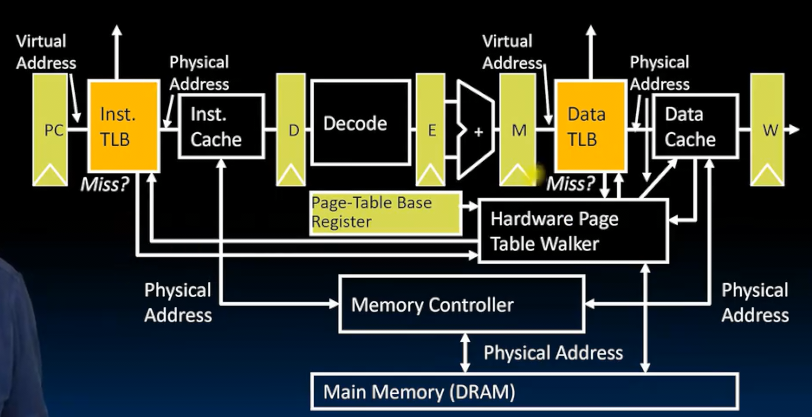 Virtual
Address
Physical
Address
Virtual
Address
Physical
Address
PC
Inst.
TLB
Inst.
Cache
D
Decode
E
+
M
Data
TLB
Data
Cache
W
Miss?
Miss?
Page-Table Base
Register
Hardware Page
Table Walker
Physical
Address
Memory Controller
Physical
Address
Physical Address
Main Memory (DRAM)